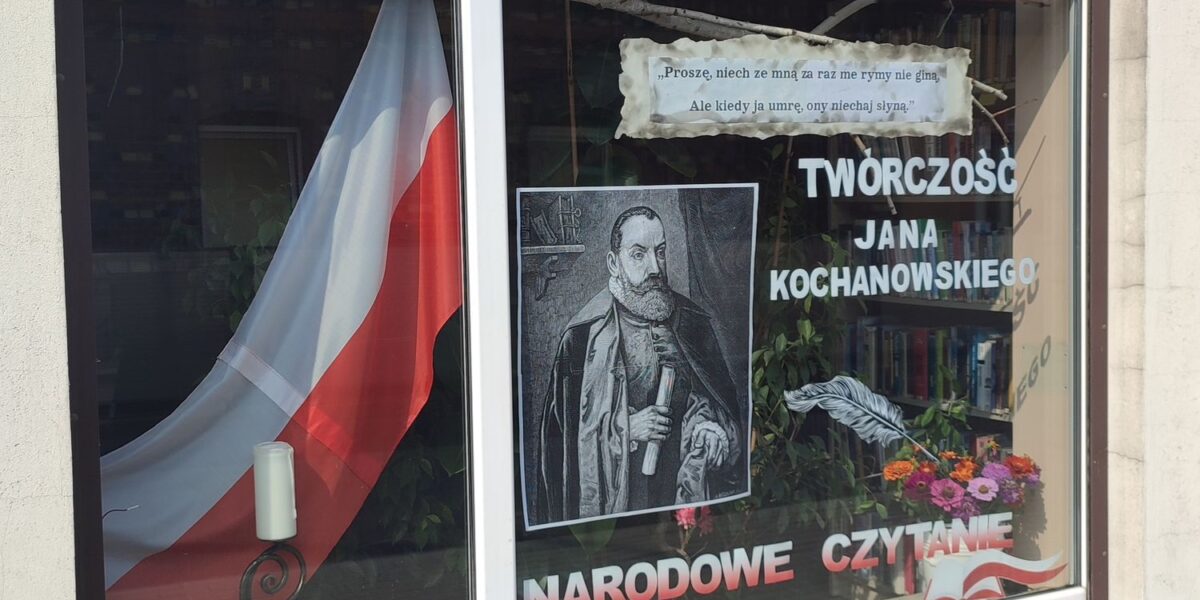 „Proszę, niech ze mną za raz me rymy nie giną,
Ale kiedy ja umrę, ony niechaj słyną.”
TWÓRCZOŚĆ
JANA
KOCHANOWSKIEGO
NARODOWE CZYTANIE